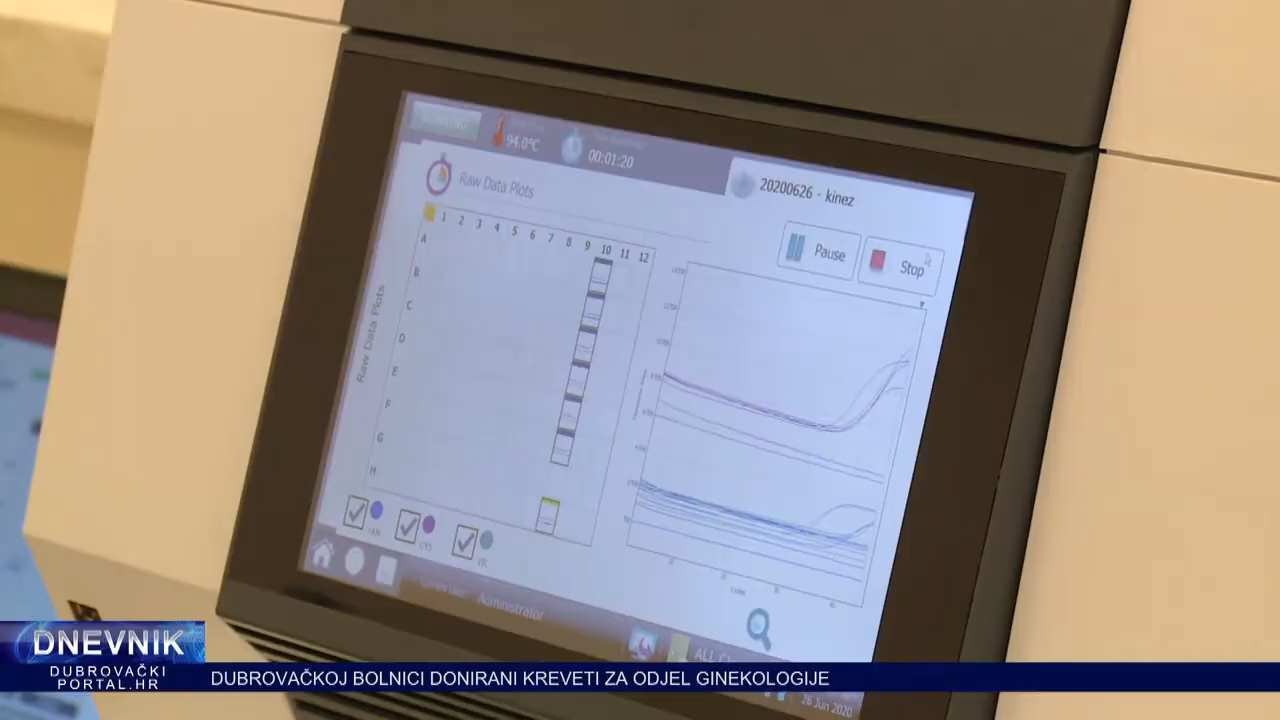 94.0°C
00:01:20
20200626 - kinez
Raw Data Plots
Pause
Stop
1 2 3 4 5 6 7 8 9 10 11 12
A
B
C
D
E
F
G
H
Raw Data Plots
CY5
VIC
Administrator
26 Jun 2020
DNEVNIK
DUBROVAČKI
PORTAL.HR
DUBROVAČKOJ BOLNICI DONIRANI KREVETI ZA ODJEL GINEKOLOGIJE